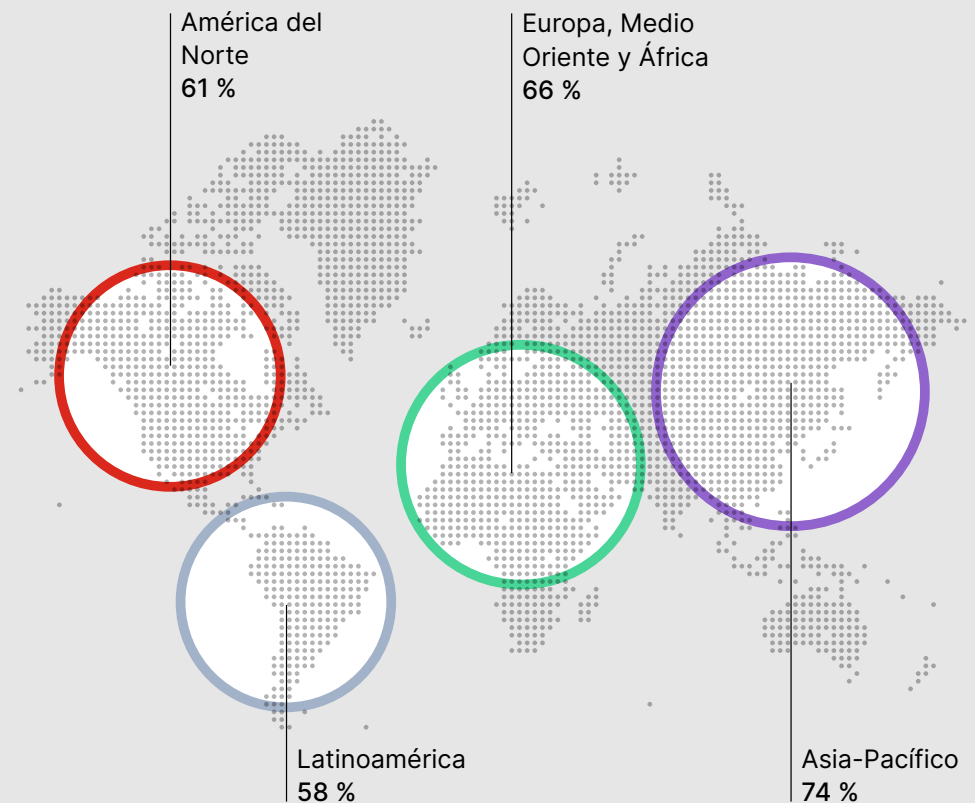 América del
Norte
61 %
Europa, Medio
Oriente y África
66 %
Latinoamérica
58 %
Asia-Pacífico
74 %